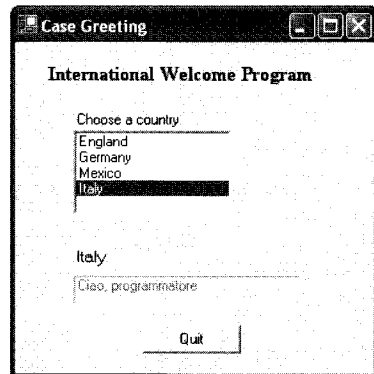 Case Greeting
International Welcome Program
Choose a country
England
Germany
Mexico
Italy
Italy
Ciao, programmatore
Quit